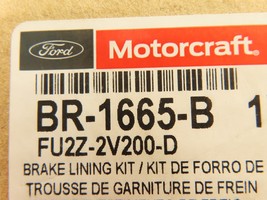 Ford Motorcraft
BR-1665-B 1
FU2Z-2V200-D
BRAKE LINING KIT / KIT DE FORRO DE
TROUSSE DE GARNITURE DE FREIN